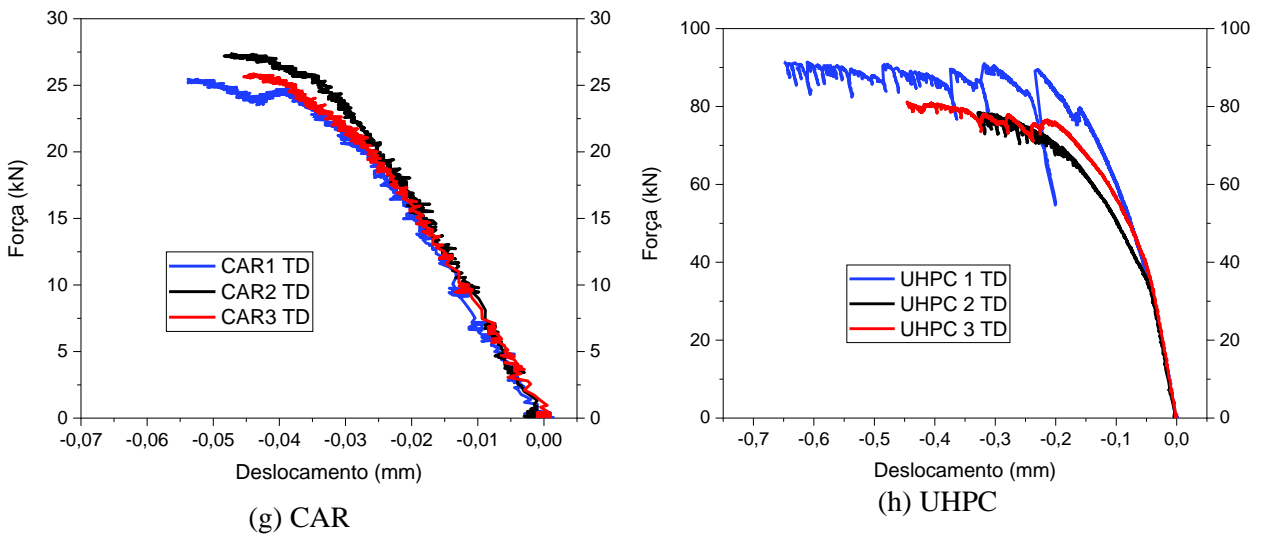 30
25
20
15
10
5
0
Força (kN)
30
25
20
15
10
5
0
CAR1 TD
CAR2 TD
CAR3 TD
-0,07 -0,06 -0,05 -0,04 -0,03 -0,02 -0,01 0,00
Deslocamento (mm)
(g) CAR
100
80
60
40
20
0
Força (kN)
100
80
60
40
20
0
UHPC 1 TD
UHPC 2 TD
UHPC 3 TD
-0,7 -0,6 -0,5 -0,4 -0,3 -0,2 -0,1 0,0
Deslocamento (mm)
(h) UHPC